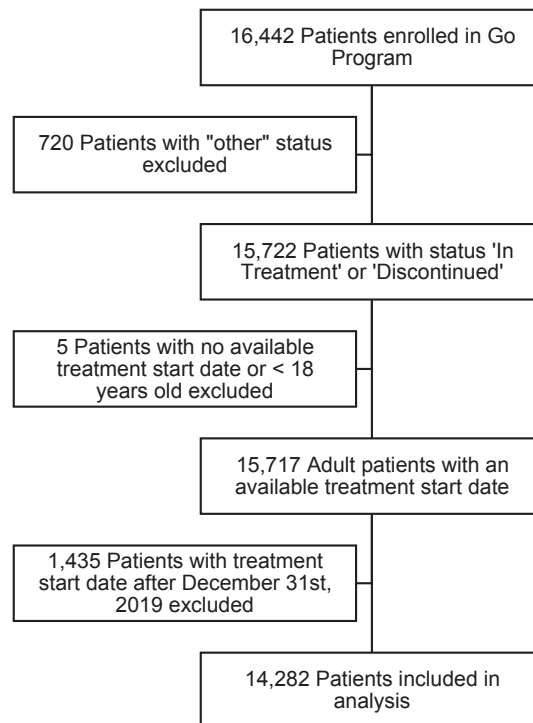 16,442 Patients enrolled in Go
Program
720 Patients with "other" status
excluded
15,722 Patients with status 'In
Treatment' or 'Discontinued'
5 Patients with no available
treatment start date or < 18
years old excluded
15,717 Adult patients with an
available treatment start date
1,435 Patients with treatment
start date after December 31st,
2019 excluded
14,282 Patients included in
analysis